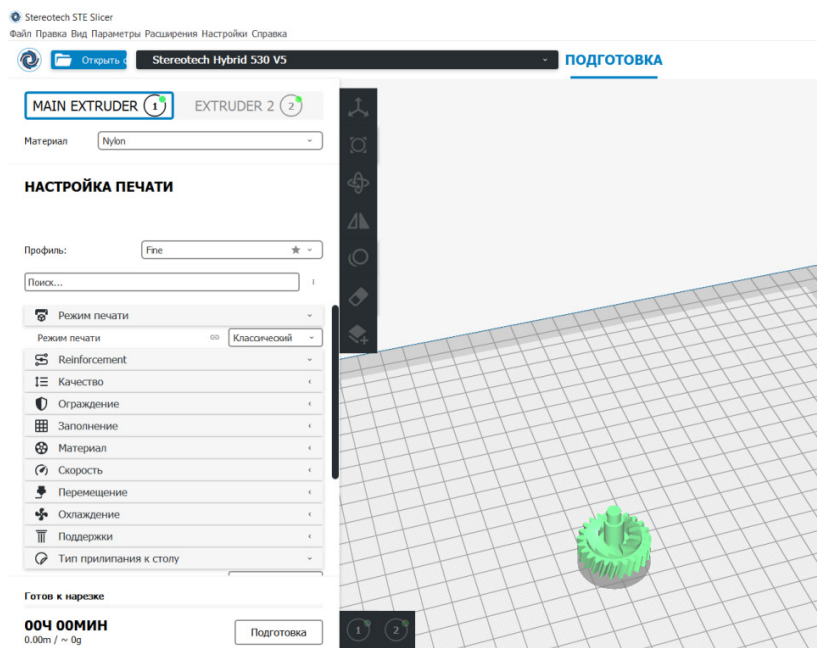 Stereotech STE Slicer
Файл Правка Вид Параметры Расширения Настройки Справка
Открыть
Stereotech Hybrid 530 V5
ПОДГОТОВКА
MAIN EXTRUDER 1
EXTRUDER 2 2
Материал
Nylon
НАСТРОЙКА ПЕЧАТИ
Профиль:
Fine
Поиск...
Режим печати
Режим печати
Классический
Reinforcement
Качество
Ограждение
Заполнение
Материал
Скорость
Перемещение
Охлаждение
Поддержки
Тип прилипания к столу
Готов к нарезке
00Ч 00МИН
0.00m / ~ 0g
Подготовка
1
2